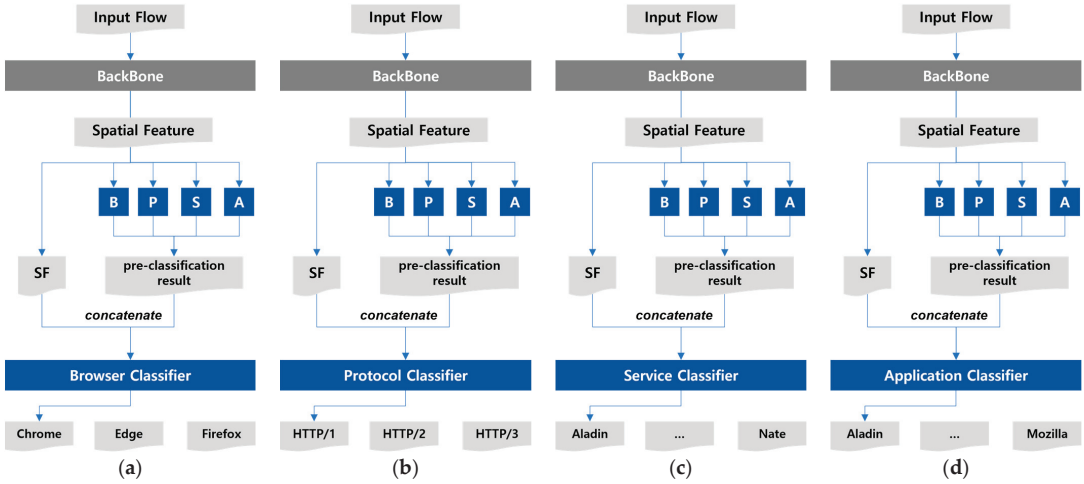 Input Flow
BackBone
Spatial Feature
B P S A
SF
pre-classification
result
concatenate
Browser Classifier
Chrome Edge Firefox
(a)
Input Flow
BackBone
Spatial Feature
B P S A
SF
pre-classification
result
concatenate
Protocol Classifier
HTTP/1 HTTP/2 HTTP/3
(b)
Input Flow
BackBone
Spatial Feature
B P S A
SF
pre-classification
result
concatenate
Service Classifier
Aladin ... Nate
(c)
Input Flow
BackBone
Spatial Feature
B P S A
SF
pre-classification
result
concatenate
Application Classifier
Aladin ... Mozilla
(d)